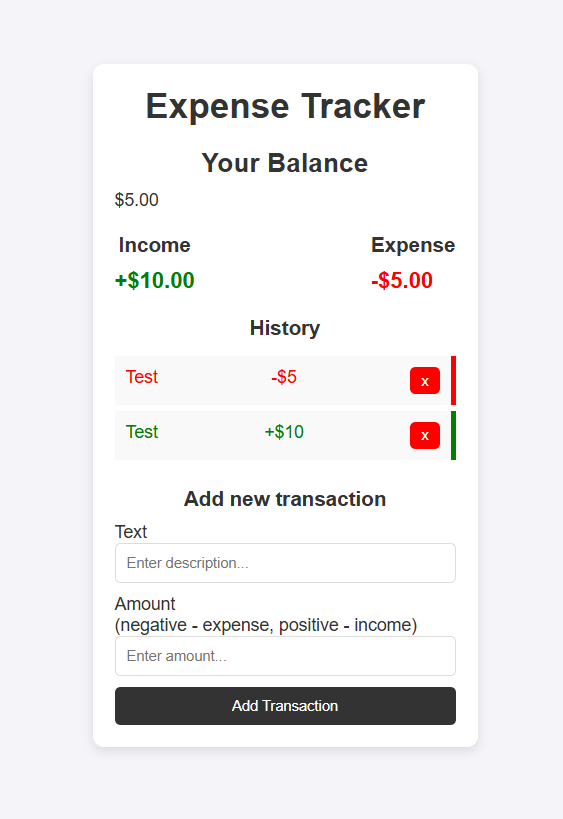 Expense Tracker
Your Balance
$5.00
Income Expense
+$10.00 -$5.00
History
Test -$5 x
Test +$10 x
Add new transaction
Text
Enter description...
Amount
(negative - expense, positive - income)
Enter amount...
Add Transaction